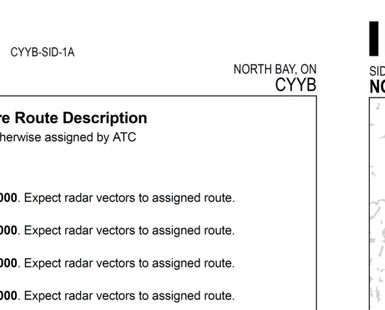 CYYB-SID-1A
NORTH BAY, ON
CYYB
Route Description
herwise assigned by ATC
000. Expect radar vectors to assigned route.
000. Expect radar vectors to assigned route.
000. Expect radar vectors to assigned route.
000. Expect radar vectors to assigned route.
SID
NO